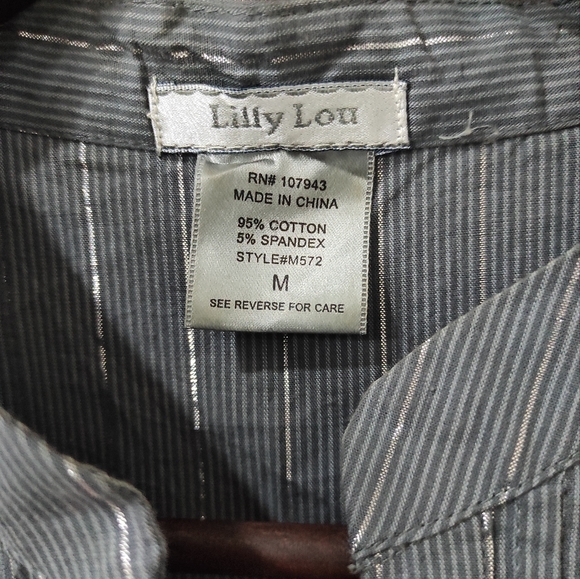 Lilly Lou
RN# 107943
MADE IN CHINA
95% COTTON
5% SPANDEX
STYLE#M572
M
SEE REVERSE FOR CARE